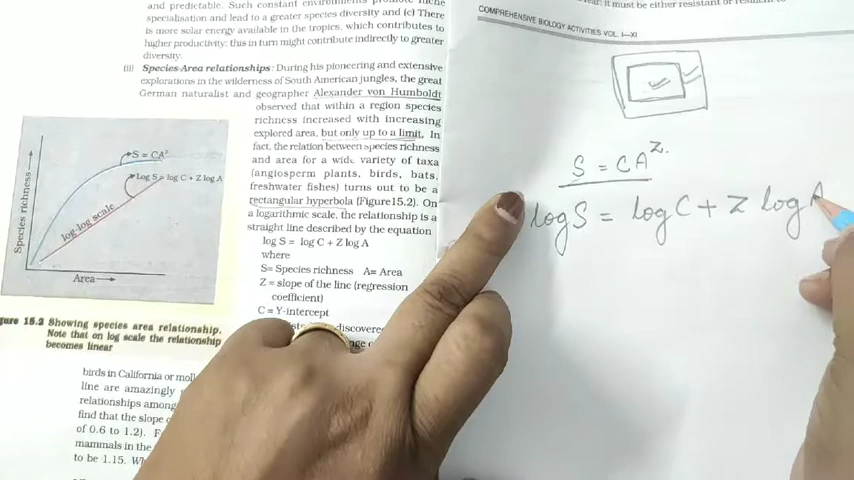 and predictable. Such constant environments promote niche
specialisation and lead to a greater species diversity and (c) There
is more solar energy available in the tropics, which contributes to
higher productivity; this in turn might contribute indirectly to greater
diversity.
(ii) Species-Area relationships: During his pioneering and extensive
explorations in the wilderness of South American jungles, the great
German naturalist and geographer Alexander von Humboldt
observed that within a region species
richness increased with increasing
explored area, but only up to a limit. In
fact, the relation between species richness
and area for a wide variety of taxa
(angiosperm plants, birds, bats,
freshwater fishes) turns out to be a
rectangular hyperbola (Figure15.2). On
a logarithmic scale, the relationship is a
straight line described by the equation
log S = log C + Z log A
where
S= Species richness A= Area
Z = slope of the line (regression
coefficient)
C = Y-intercept
discovered
Species richness
S = CA^Z
Log S = log C + Z log A
log-log scale
Area
gure 15.2 Showing species area relationship.
Note that on log scale the relationship
becomes linear
birds in California or
line are amazingly
relationships among
find that the slope
of 0.6 to 1.2).
mammals in the
to be 1.15.
ear, it must be either resistant or
COMPREHENSIVE BIOLOGY ACTIVITIES VOL. I-XI
S = CA^Z.
log S = log C + Z log A